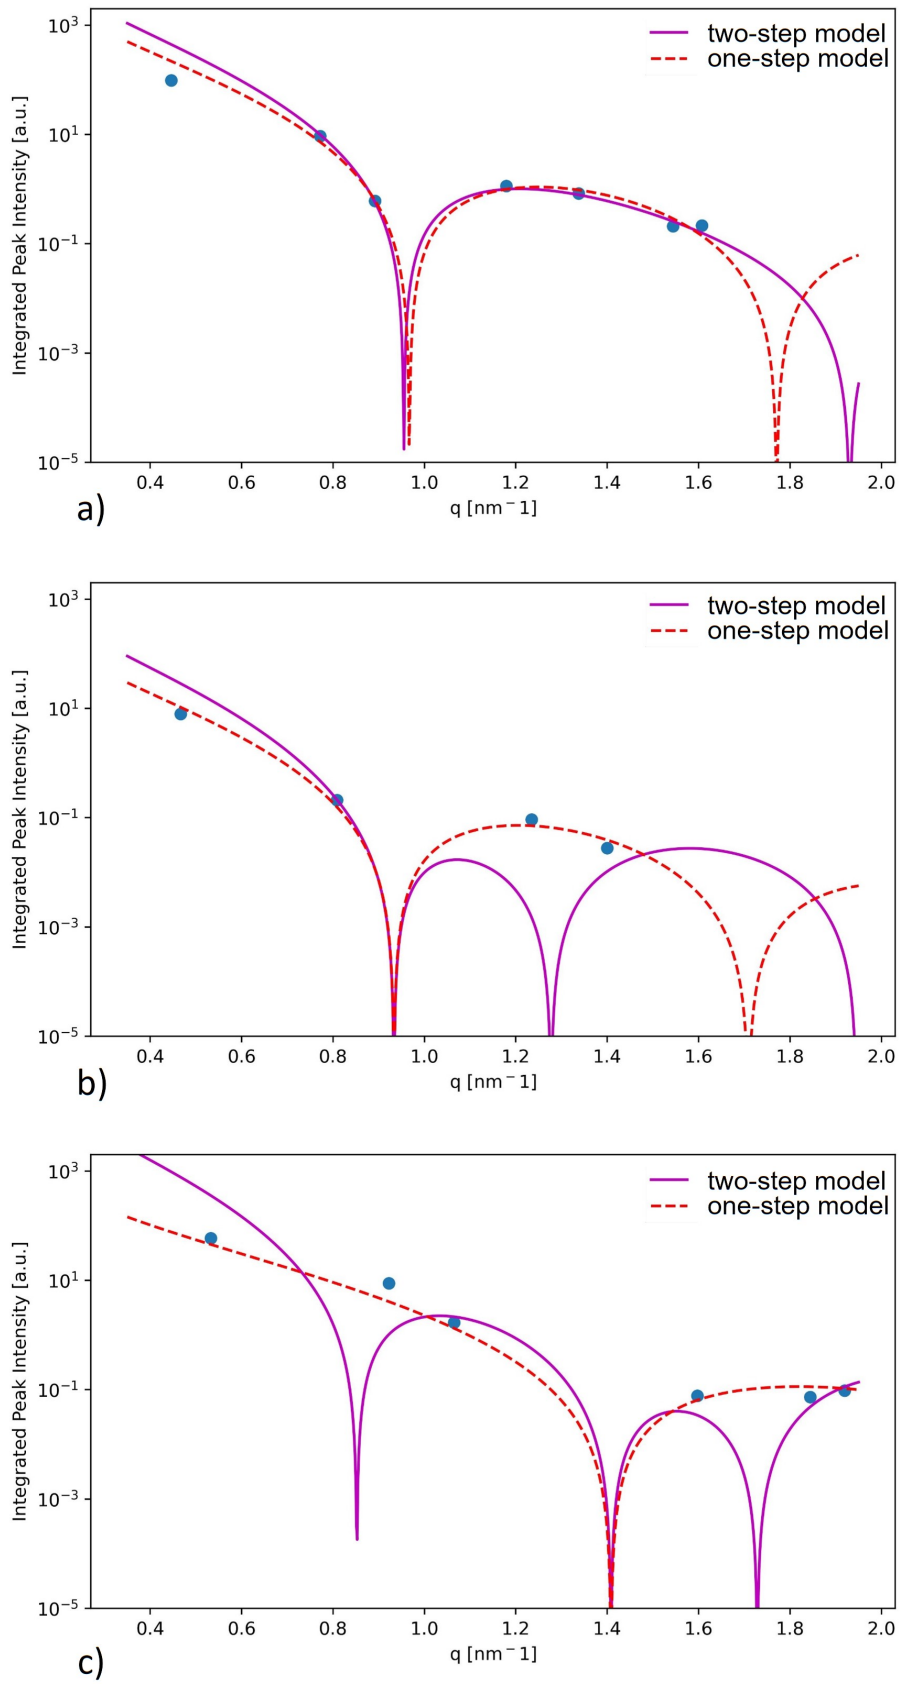 10³
two-step model
one-step model
10¹
10⁻¹
10⁻³
10⁻⁵
Integrated Peak Intensity [a.u.]
0.4 0.6 0.8 1.0 1.2 1.4 1.6 1.8 2.0
q [nm⁻1]
a)
10³
two-step model
one-step model
10¹
10⁻¹
10⁻³
10⁻⁵
Integrated Peak Intensity [a.u.]
0.4 0.6 0.8 1.0 1.2 1.4 1.6 1.8 2.0
q [nm⁻1]
b)
10³
two-step model
one-step model
10¹
10⁻¹
10⁻³
10⁻⁵
Integrated Peak Intensity [a.u.]
0.4 0.6 0.8 1.0 1.2 1.4 1.6 1.8 2.0
q [nm⁻1]
c)